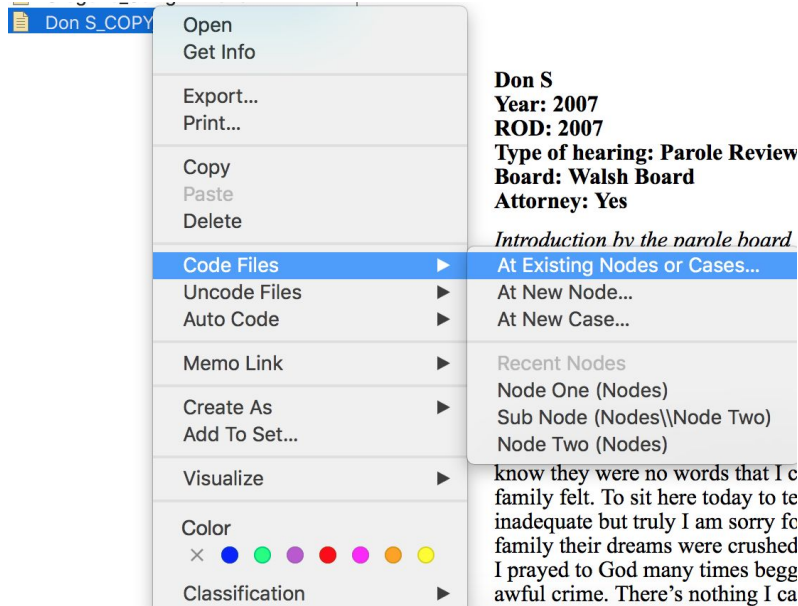 Don S_COPY
Open
Get Info
Export...
Print...
Copy
Paste
Delete
Code Files
Uncode Files
Auto Code
Memo Link
Create As
Add To Set...
Visualize
Color
Classification
At Existing Nodes or Cases...
At New Node...
At New Case...
Recent Nodes
Node One (Nodes)
Sub Node (Nodes\\Node Two)
Node Two (Nodes)
Don S
Year: 2007
ROD: 2007
Type of hearing: Parole Review
Board: Walsh Board
Attorney: Yes
Introduction by the parole board
know they were no words that I c
family felt. To sit here today to te
inadequate but truly I am sorry fo
family their dreams were crushed
I prayed to God many times begg
awful crime. There's nothing I ca